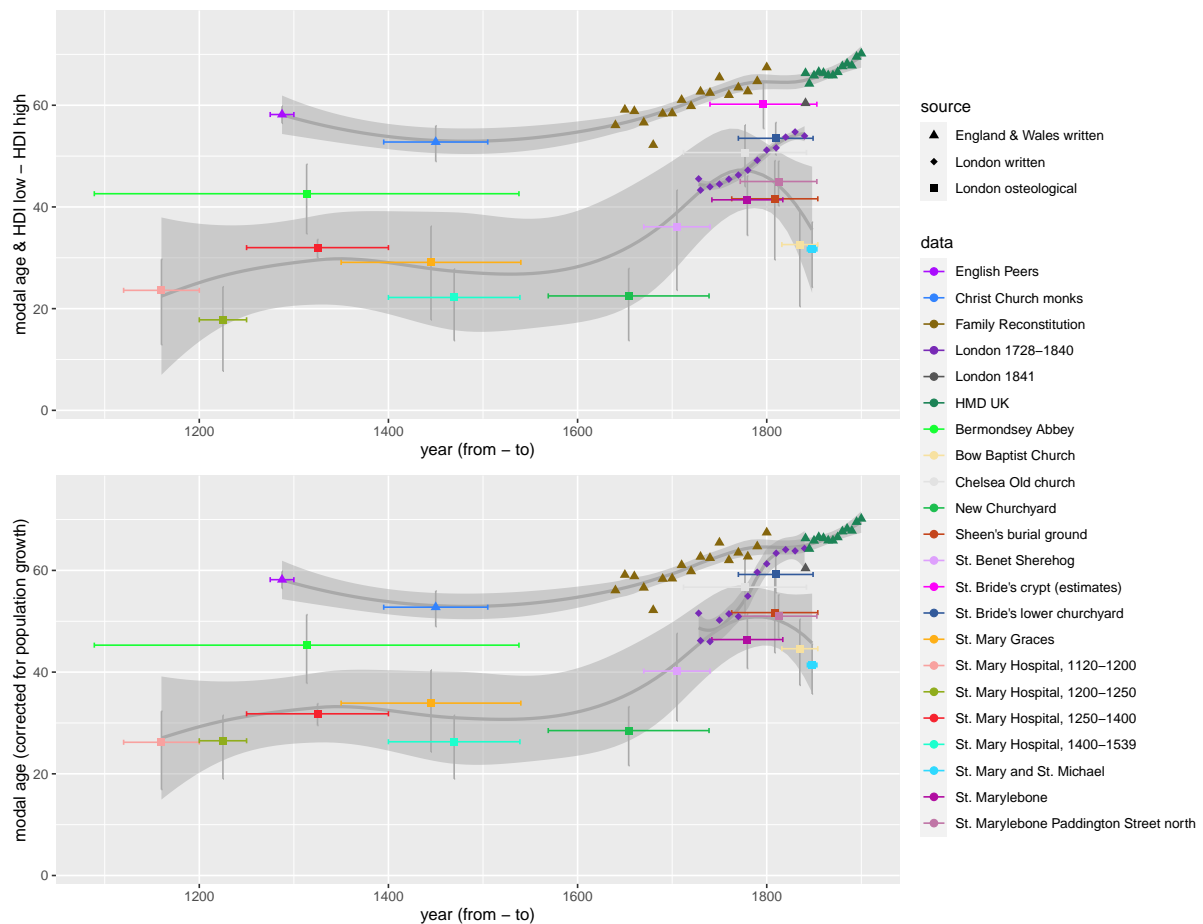 modal age & HDI low − HDI high
60
40
20
0
1200
1400
1600
1800
year (from − to)
modal age (corrected for population growth)
60
40
20
0
1200
1400
1600
1800
year (from − to)
source
England & Wales written
London written
London osteological
data
English Peers
Christ Church monks
Family Reconstitution
London 1728−1840
London 1841
HMD UK
Bermondsey Abbey
Bow Baptist Church
Chelsea Old church
New Churchyard
Sheen's burial ground
St. Benet Sherehog
St. Bride's crypt (estimates)
St. Bride's lower churchyard
St. Mary Graces
St. Mary Hospital, 1120−1200
St. Mary Hospital, 1200−1250
St. Mary Hospital, 1250−1400
St. Mary Hospital, 1400−1539
St. Mary and St. Michael
St. Marylebone
St. Marylebone Paddington Street north